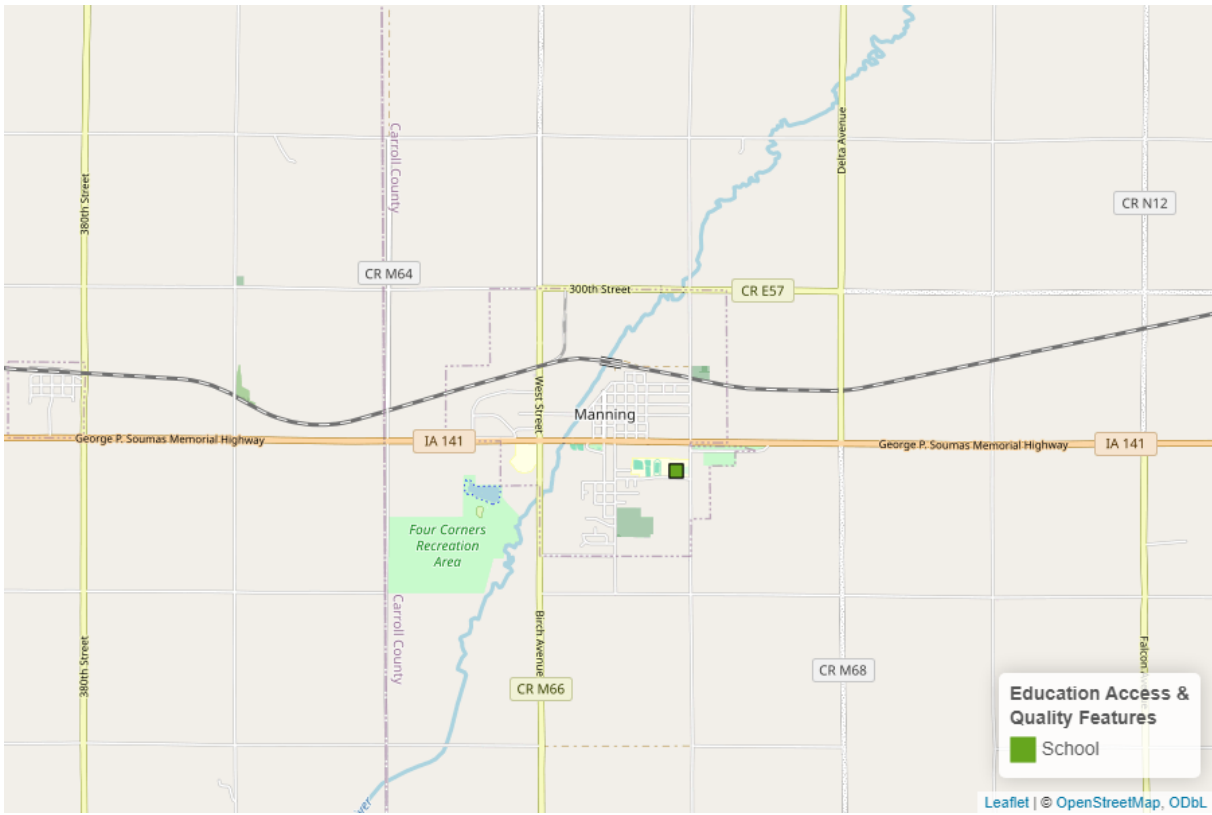 Carroll County
380th Street
Delta Avenue
CR N12
CR M64
300th Street
CR E57
West Street
Manning
George P. Soumas Memorial Highway
IA 141
George P. Soumas Memorial Highway
IA 141
Four Corners
Recreation
Area
Carroll County
380th Street
Birch Avenue
CR M66
CR M68
Education Access &
Quality Features
School
Leaflet | © OpenStreetMap, ODbL